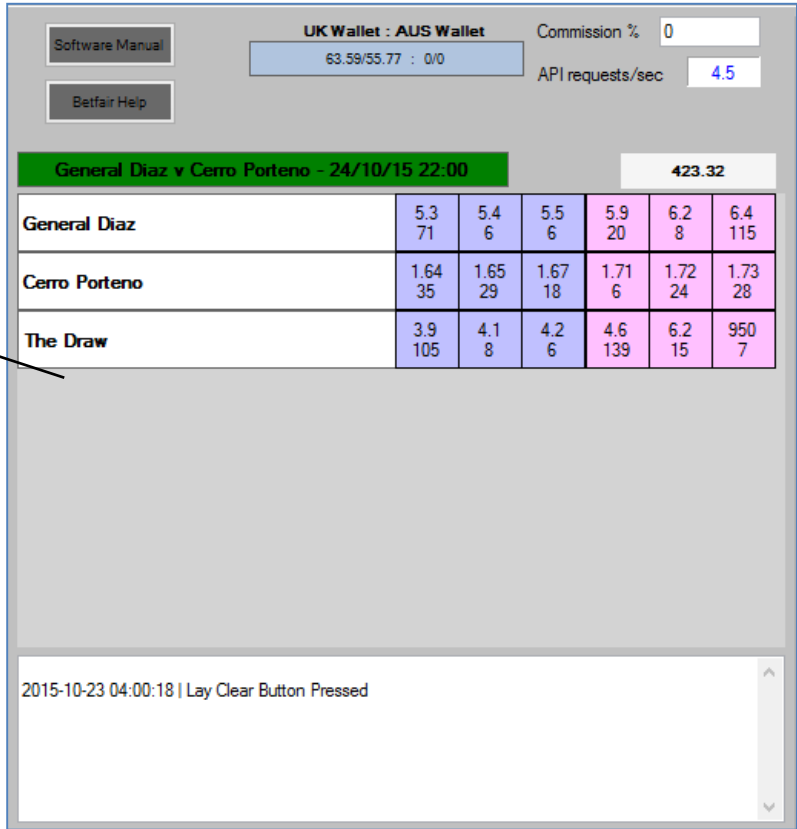 Software Manual
UK Wallet : AUS Wallet
Commission % 0
63.59/55.77 : 0/0
API requests/sec 4.5
Betfair Help
General Diaz v Cerro Porteno - 24/10/15 22:00 423.32
General Diaz 5.3 5.4 5.5 5.9 6.2 6.4
71 6 6 20 8 115
Cerro Porteno 1.64 1.65 1.67 1.71 1.72 1.73
35 29 18 6 24 28
The Draw 3.9 4.1 4.2 4.6 6.2 950
105 8 6 139 15 7
2015-10-23 04:00:18 | Lay Clear Button Pressed